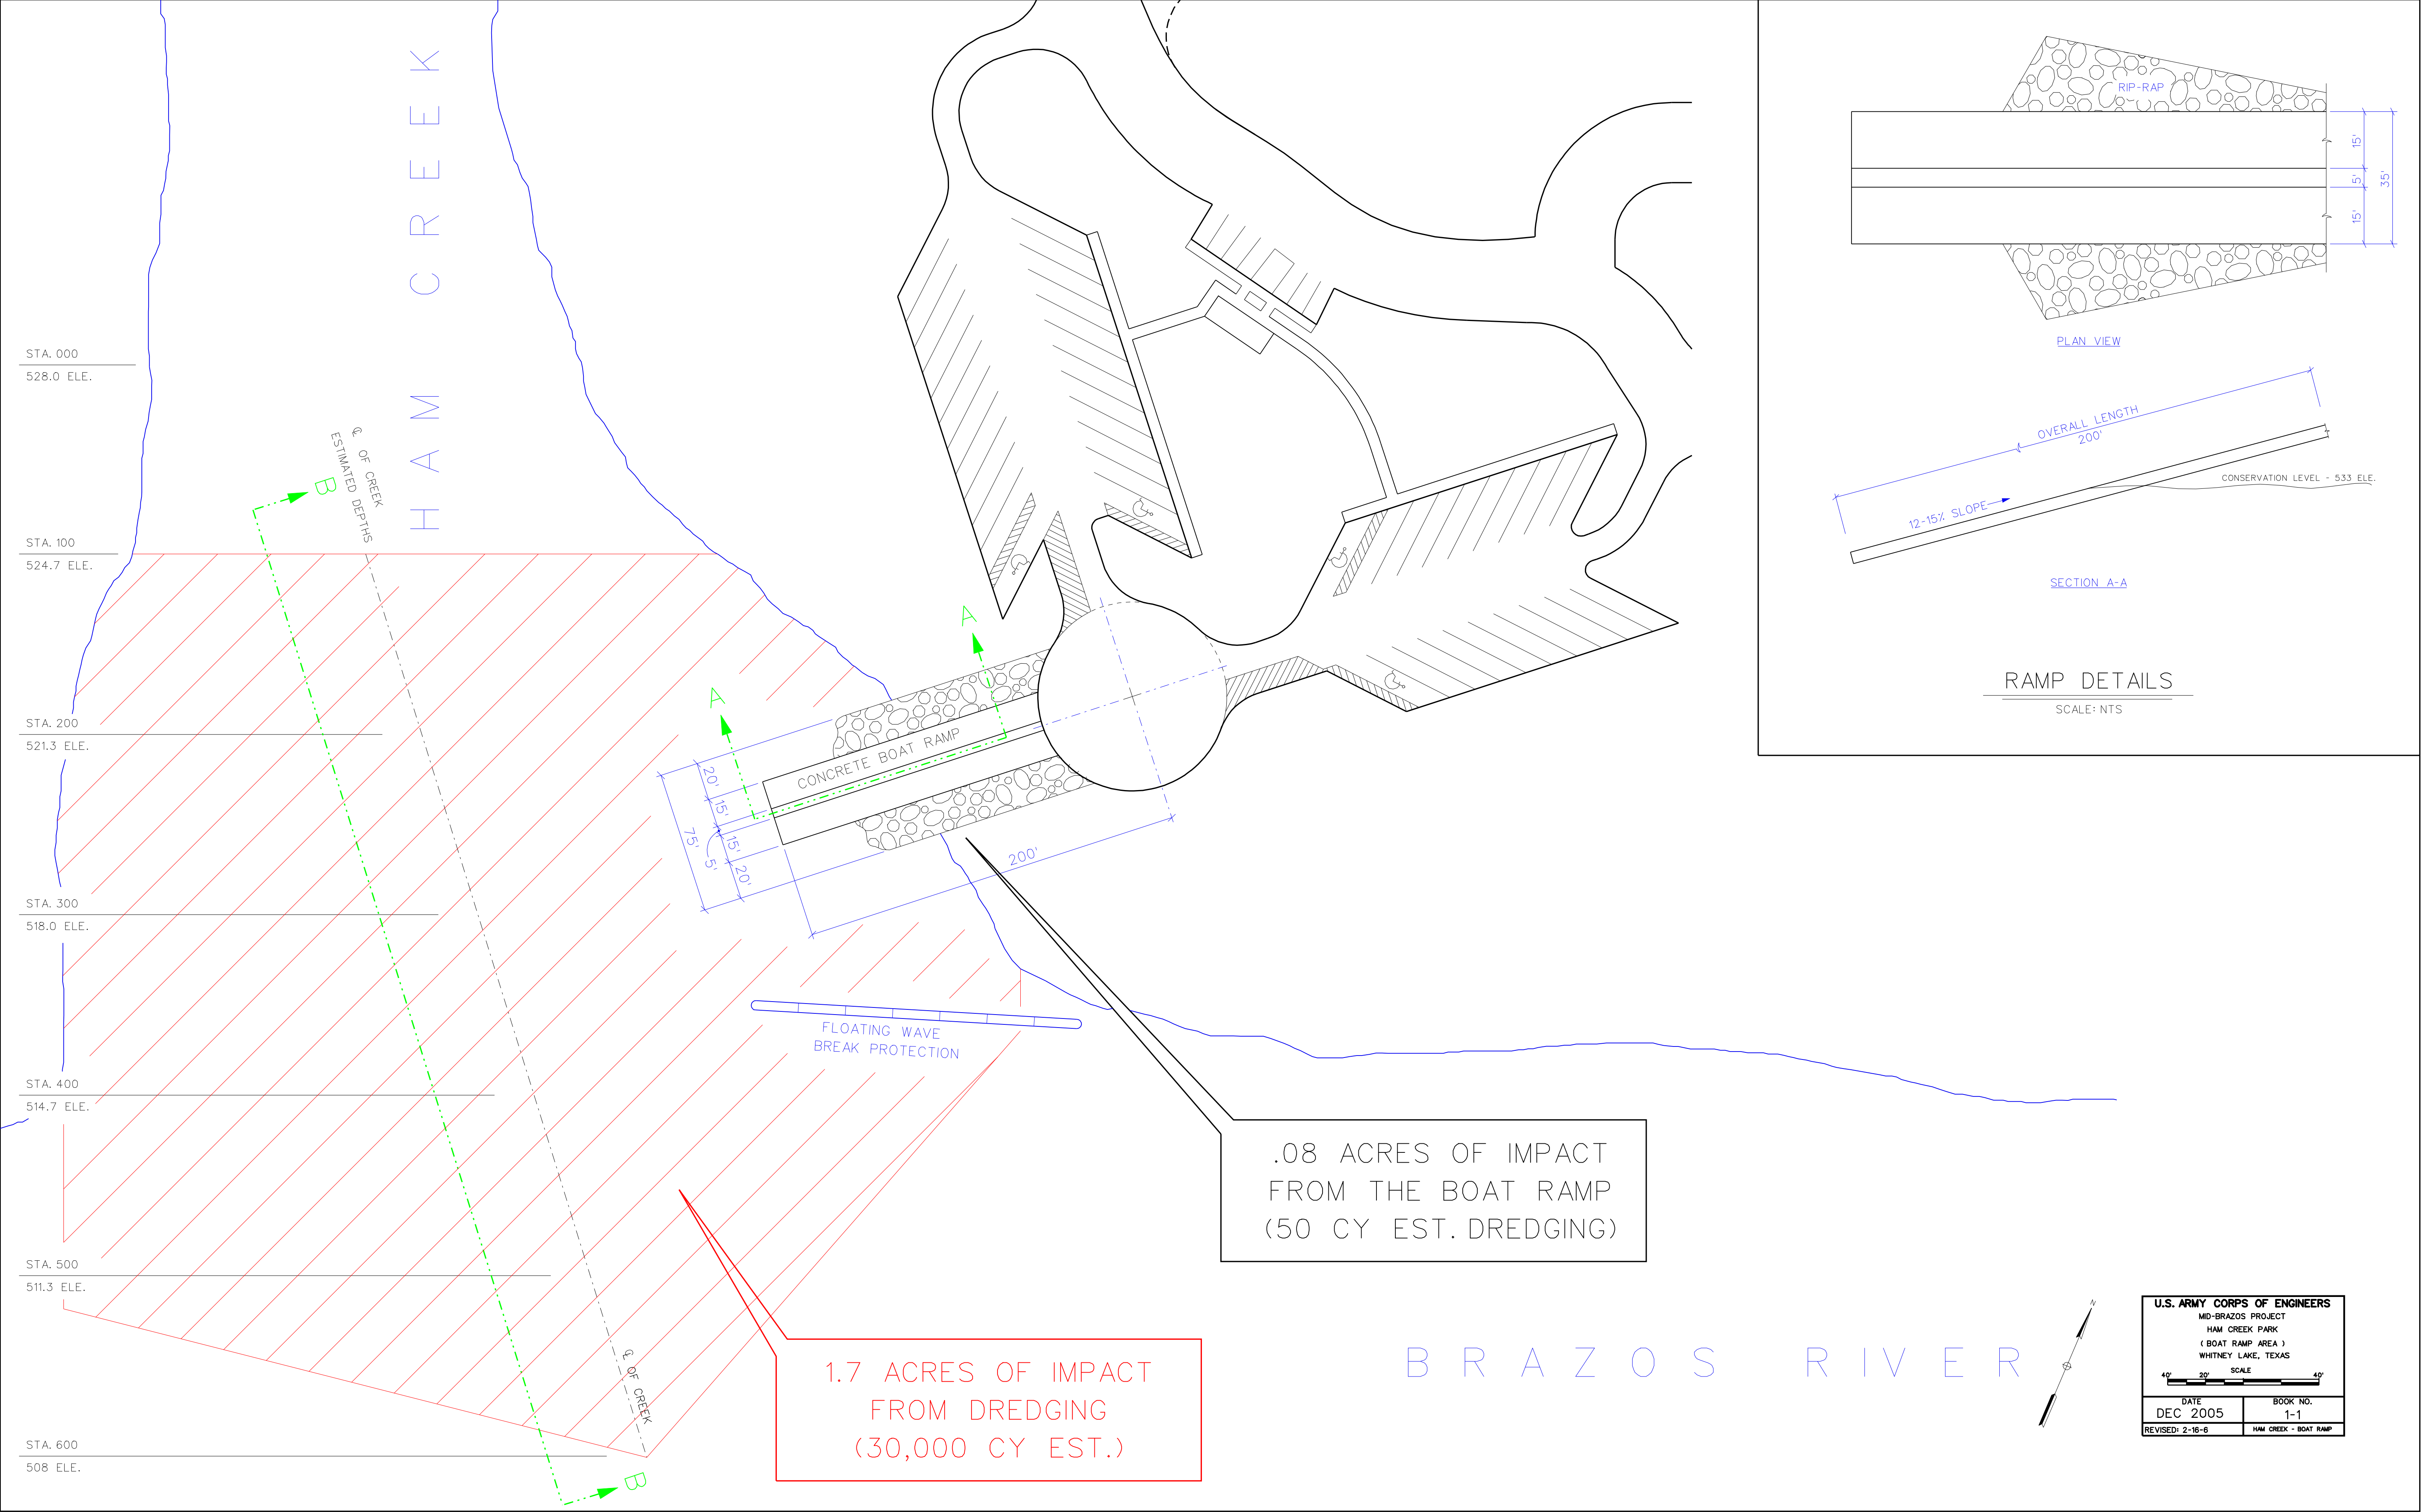 HAM CREEK
STA. 000
528.0 ELE.
STA. 100
524.7 ELE.
STA. 200
521.3 ELE.
STA. 300
518.0 ELE.
STA. 400
514.7 ELE.
STA. 500
511.3 ELE.
STA. 600
508 ELE.
℄ OF CREEK
ESTIMATED DEPTHS
B
B
℄ OF CREEK
A
A
CONCRETE BOAT RAMP
20'
15'
5'
15'
20'
75'
200'
FLOATING WAVE
BREAK PROTECTION
.08 ACRES OF IMPACT
FROM THE BOAT RAMP
(50 CY EST. DREDGING)
1.7 ACRES OF IMPACT
FROM DREDGING
(30,000 CY EST.)
BRAZOS RIVER
RIP-RAP
15'
5'
15'
35'
PLAN VIEW
OVERALL LENGTH
200'
12-15% SLOPE
CONSERVATION LEVEL - 533 ELE.
SECTION A-A
RAMP DETAILS
SCALE: NTS
N
U.S. ARMY CORPS OF ENGINEERS
MID-BRAZOS PROJECT
HAM CREEK PARK
( BOAT RAMP AREA )
WHITNEY LAKE, TEXAS
SCALE
40' 20' 40'
DATE
DEC 2005
BOOK NO.
1-1
REVISED: 2-16-6
HAM CREEK - BOAT RAMP